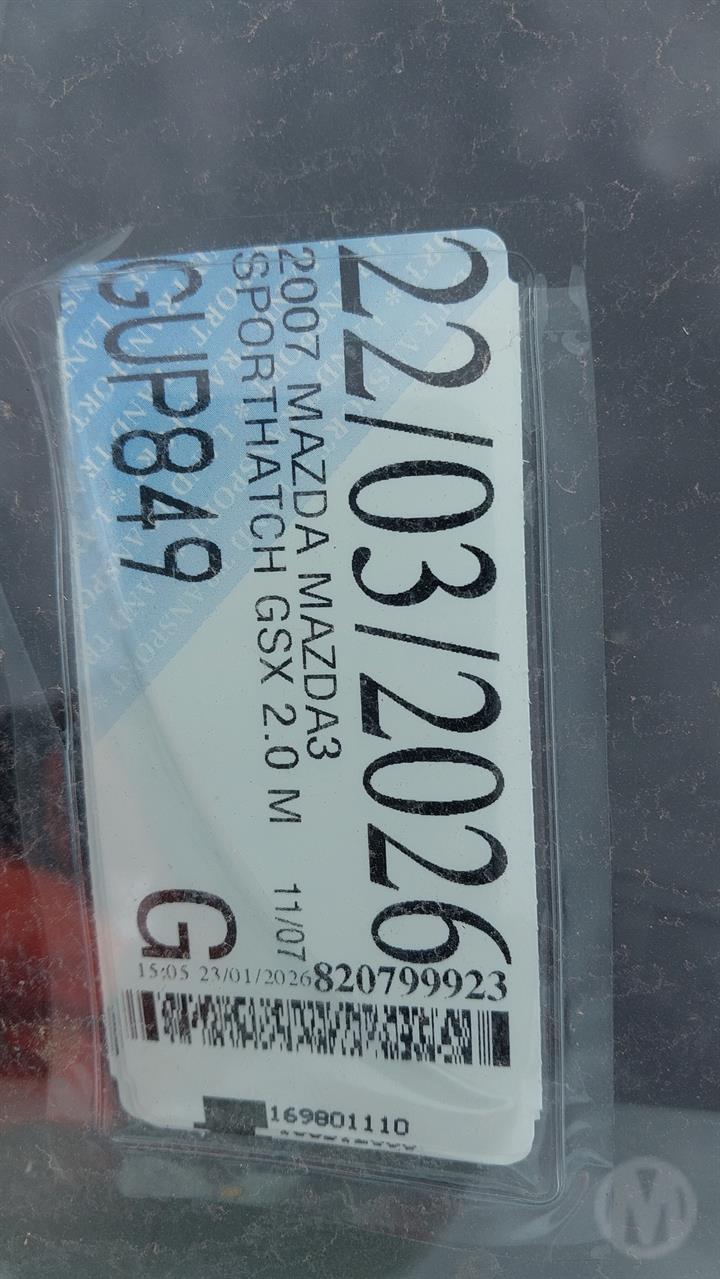 22/03/2026
2007 MAZDA MAZDA3
SPORTHATCH GSX 2.0 M 11/07
GUP849
G
15:05 23/01/2026 820799923
169801110
M